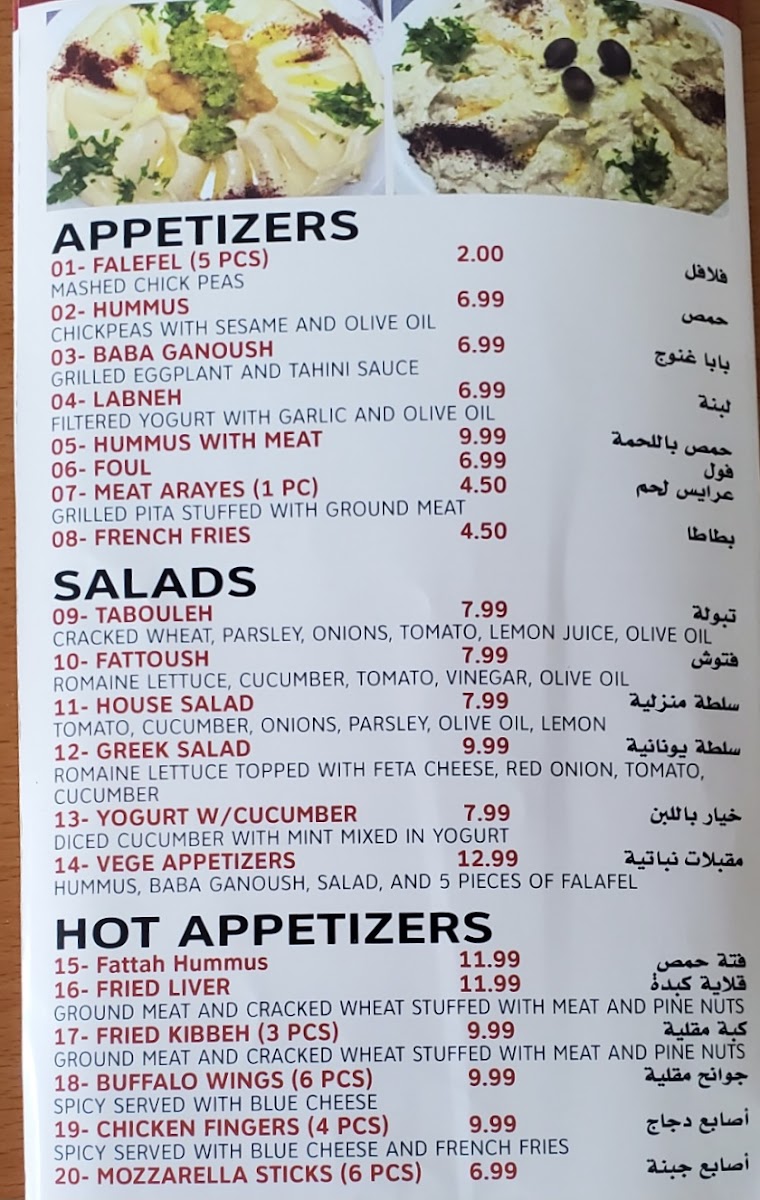 APPETIZERS
01- FALEFEL (5 PCS) 2.00 فلافل
MASHED CHICK PEAS
02- HUMMUS 6.99 حمص
CHICKPEAS WITH SESAME AND OLIVE OIL
03- BABA GANOUSH 6.99 بابا غنوج
GRILLED EGGPLANT AND TAHINI SAUCE
04- LABNEH 6.99 لبنة
FILTERED YOGURT WITH GARLIC AND OLIVE OIL
05- HUMMUS WITH MEAT 9.99 حمص باللحمة
06- FOUL 6.99 فول
07- MEAT ARAYES (1 PC) 4.50 عرايس لحم
GRILLED PITA STUFFED WITH GROUND MEAT
08- FRENCH FRIES 4.50 بطاطا
SALADS
09- TABOULEH 7.99 تبولة
CRACKED WHEAT, PARSLEY, ONIONS, TOMATO, LEMON JUICE, OLIVE OIL
10- FATTOUSH 7.99 فتوش
ROMAINE LETTUCE, CUCUMBER, TOMATO, VINEGAR, OLIVE OIL
11- HOUSE SALAD 7.99 سلطة منزلية
TOMATO, CUCUMBER, ONIONS, PARSLEY, OLIVE OIL, LEMON
12- GREEK SALAD 9.99 سلطة يونانية
ROMAINE LETTUCE TOPPED WITH FETA CHEESE, RED ONION, TOMATO,
CUCUMBER
13- YOGURT W/CUCUMBER 7.99 خيار باللبن
DICED CUCUMBER WITH MINT MIXED IN YOGURT
14- VEGE APPETIZERS 12.99 مقبلات نباتية
HUMMUS, BABA GANOUSH, SALAD, AND 5 PIECES OF FALAFEL
HOT APPETIZERS
15- Fattah Hummus 11.99 فتة حمص
16- FRIED LIVER 11.99 قلاية كبدة
GROUND MEAT AND CRACKED WHEAT STUFFED WITH MEAT AND PINE NUTS
17- FRIED KIBBEH (3 PCS) 9.99 كبة مقلية
GROUND MEAT AND CRACKED WHEAT STUFFED WITH MEAT AND PINE NUTS
18- BUFFALO WINGS (6 PCS) 9.99 جوانح مقلية
SPICY SERVED WITH BLUE CHEESE
19- CHICKEN FINGERS (4 PCS) 9.99 أصابع دجاج
SPICY SERVED WITH BLUE CHEESE AND FRENCH FRIES
20- MOZZARELLA STICKS (6 PCS) 6.99 أصابع جبنة